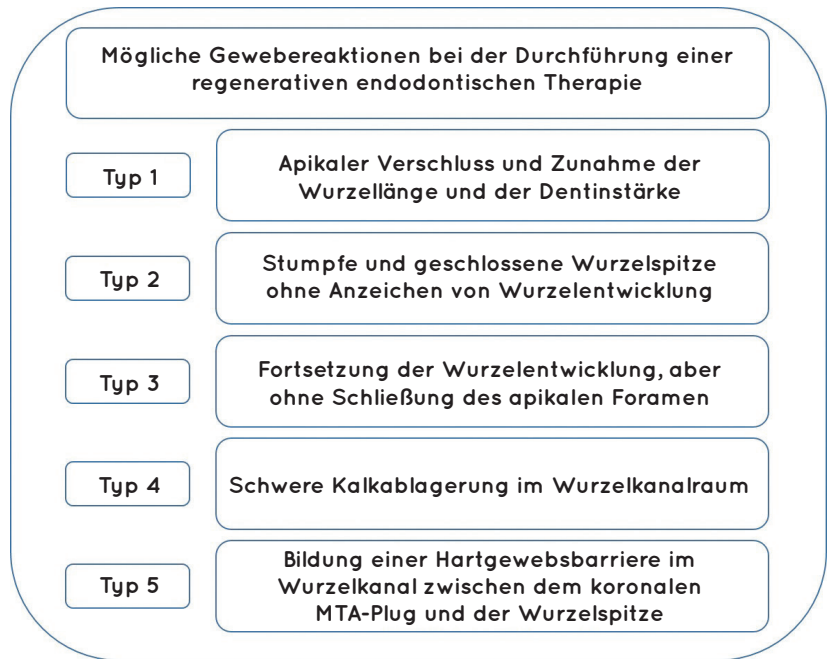 Mögliche Gewebereaktionen bei der Durchführung einer
regenerativen endodontischen Therapie
Typ 1
Apikaler Verschluss und Zunahme der
Wurzellänge und der Dentinstärke
Typ 2
Stumpfe und geschlossene Wurzelspitze
ohne Anzeichen von Wurzelentwicklung
Typ 3
Fortsetzung der Wurzelentwicklung, aber
ohne Schließung des apikalen Foramen
Typ 4
Schwere Kalkablagerung im Wurzelkanalraum
Typ 5
Bildung einer Hartgewebsbarriere im
Wurzelkanal zwischen dem koronalen
MTA-Plug und der Wurzelspitze